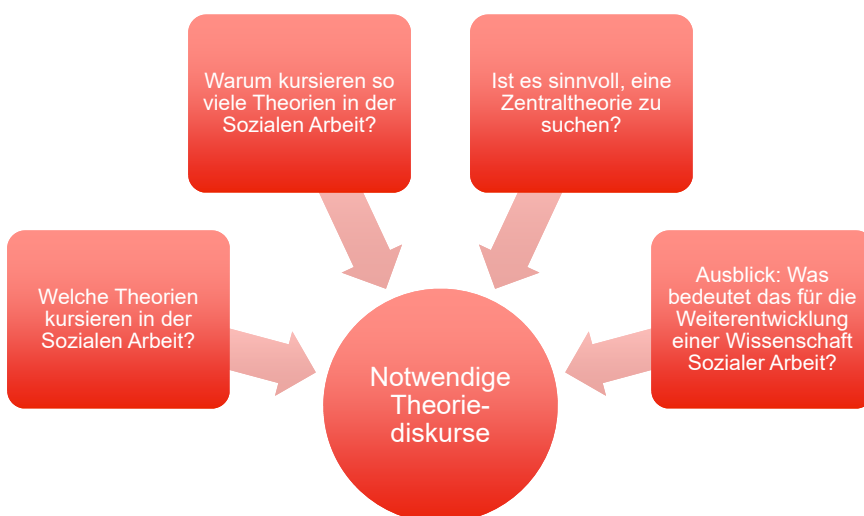 Warum kursieren so
viele Theorien in der
Sozialen Arbeit?
Ist es sinnvoll, eine
Zentraltheorie zu
suchen?
Welche Theorien
kursieren in der
Sozialen Arbeit?
Ausblick: Was
bedeutet das für die
Weiterentwicklung
einer Wissenschaft
Sozialer Arbeit?
Notwendige
Theorie-
diskurse